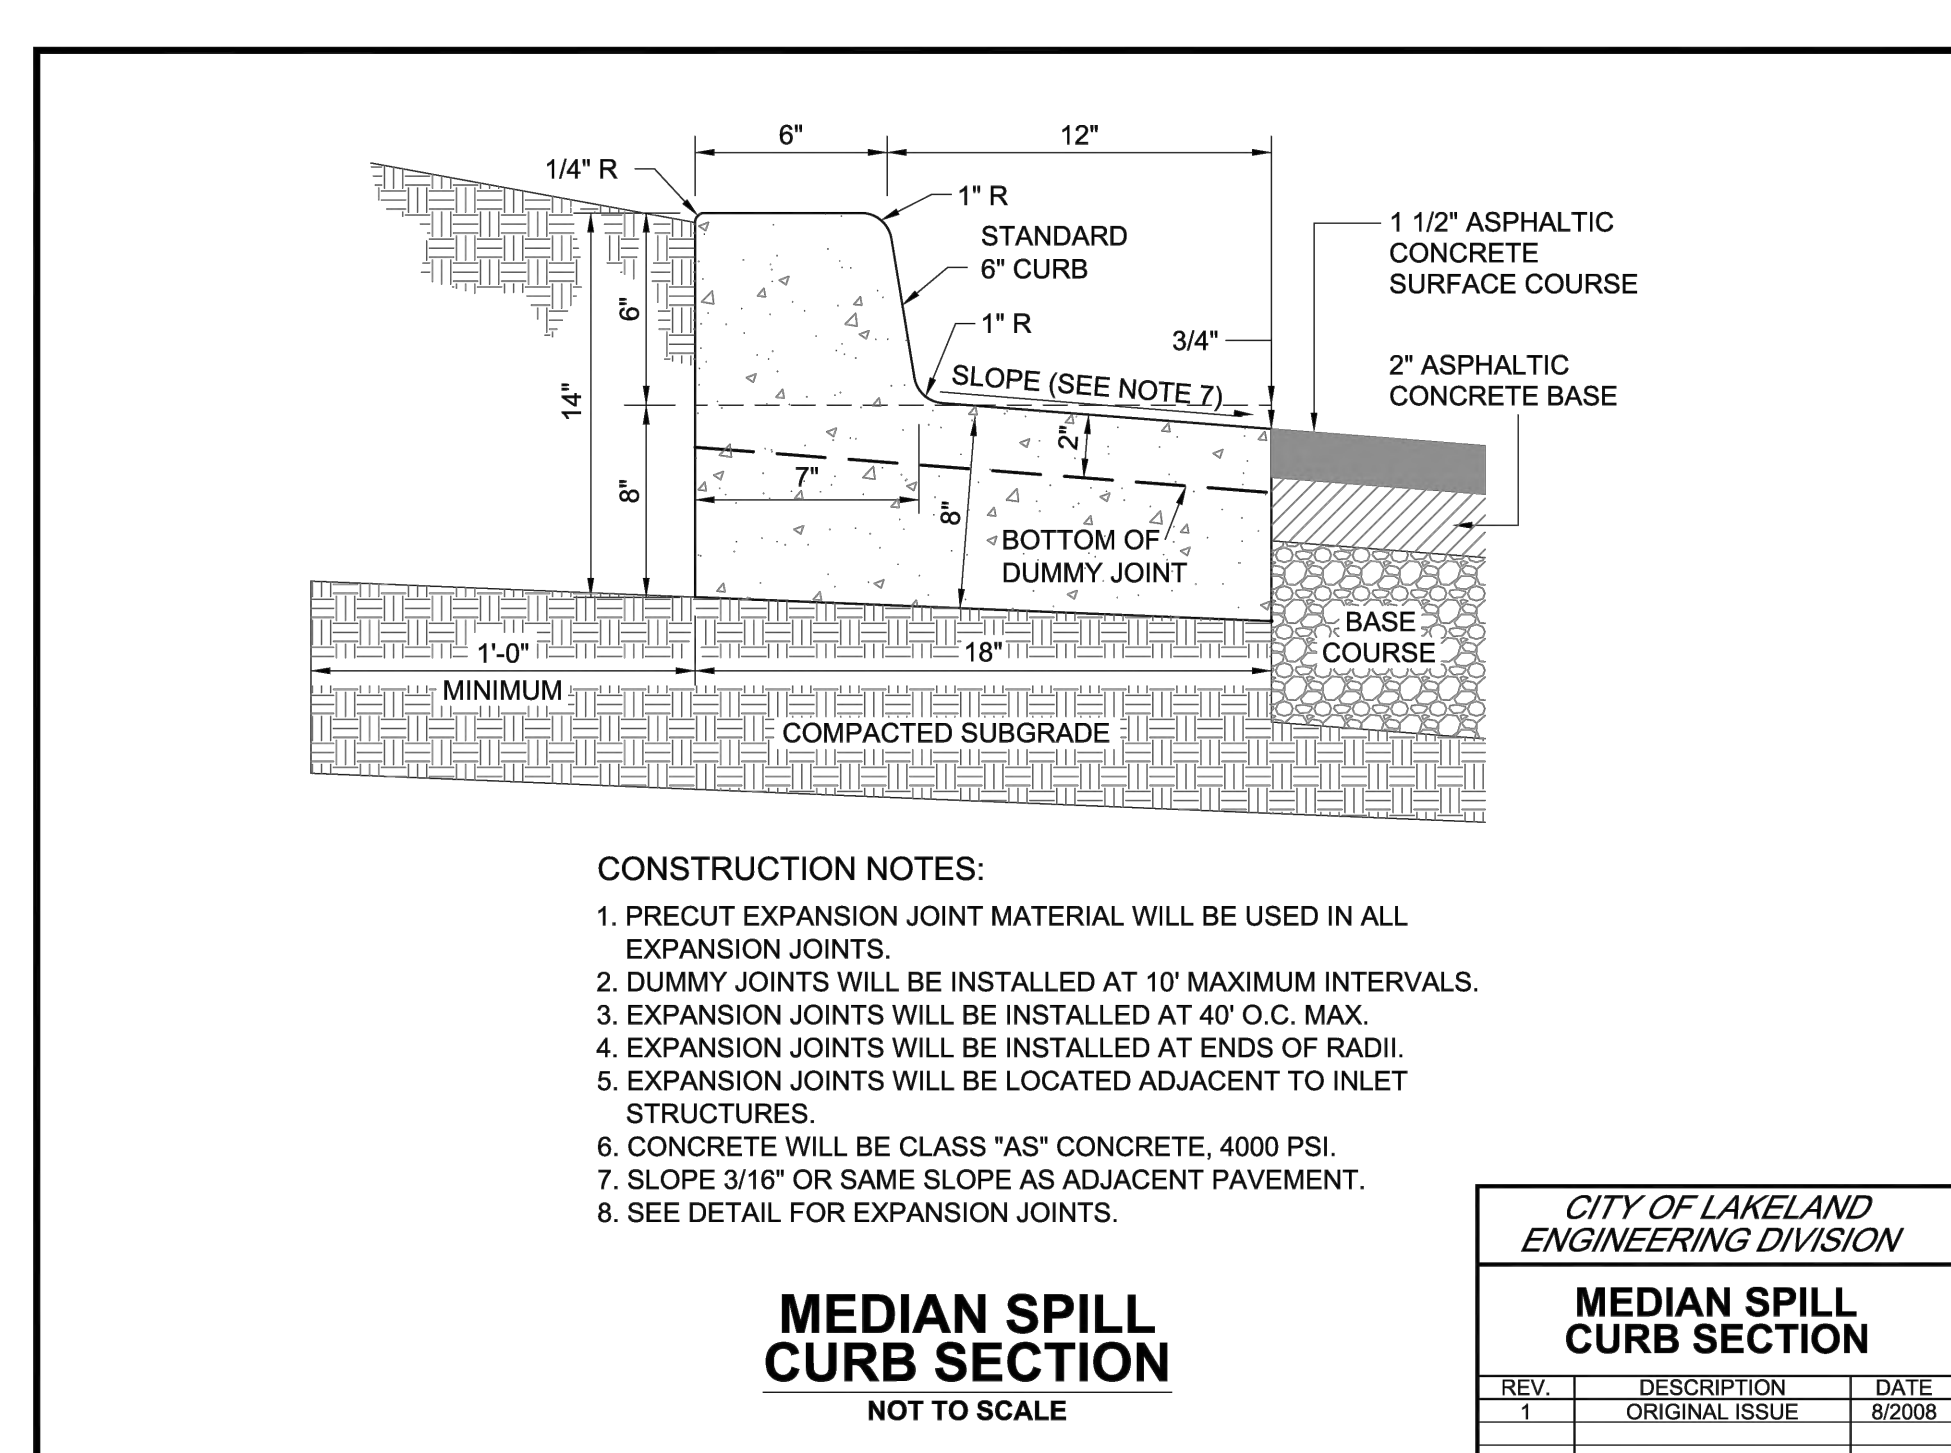 6"
12"
1/4" R
1" R
STANDARD
6" CURB
1" R
3/4"
SLOPE (SEE NOTE 7)
1 1/2" ASPHALTIC
CONCRETE
SURFACE COURSE
2" ASPHALTIC
CONCRETE BASE
6"
14"
8"
7"
2"
8"
BOTTOM OF
DUMMY JOINT
BASE
COURSE
1'-0"
MINIMUM
18"
COMPACTED SUBGRADE
CONSTRUCTION NOTES:
1. PRECUT EXPANSION JOINT MATERIAL WILL BE USED IN ALL
EXPANSION JOINTS.
2. DUMMY JOINTS WILL BE INSTALLED AT 10' MAXIMUM INTERVALS.
3. EXPANSION JOINTS WILL BE INSTALLED AT 40' O.C. MAX.
4. EXPANSION JOINTS WILL BE INSTALLED AT ENDS OF RADII.
5. EXPANSION JOINTS WILL BE LOCATED ADJACENT TO INLET
STRUCTURES.
6. CONCRETE WILL BE CLASS "AS" CONCRETE, 4000 PSI.
7. SLOPE 3/16" OR SAME SLOPE AS ADJACENT PAVEMENT.
8. SEE DETAIL FOR EXPANSION JOINTS.
MEDIAN SPILL
CURB SECTION
NOT TO SCALE
CITY OF LAKELAND
ENGINEERING DIVISION
MEDIAN SPILL
CURB SECTION
REV. DESCRIPTION DATE
1 ORIGINAL ISSUE 8/2008